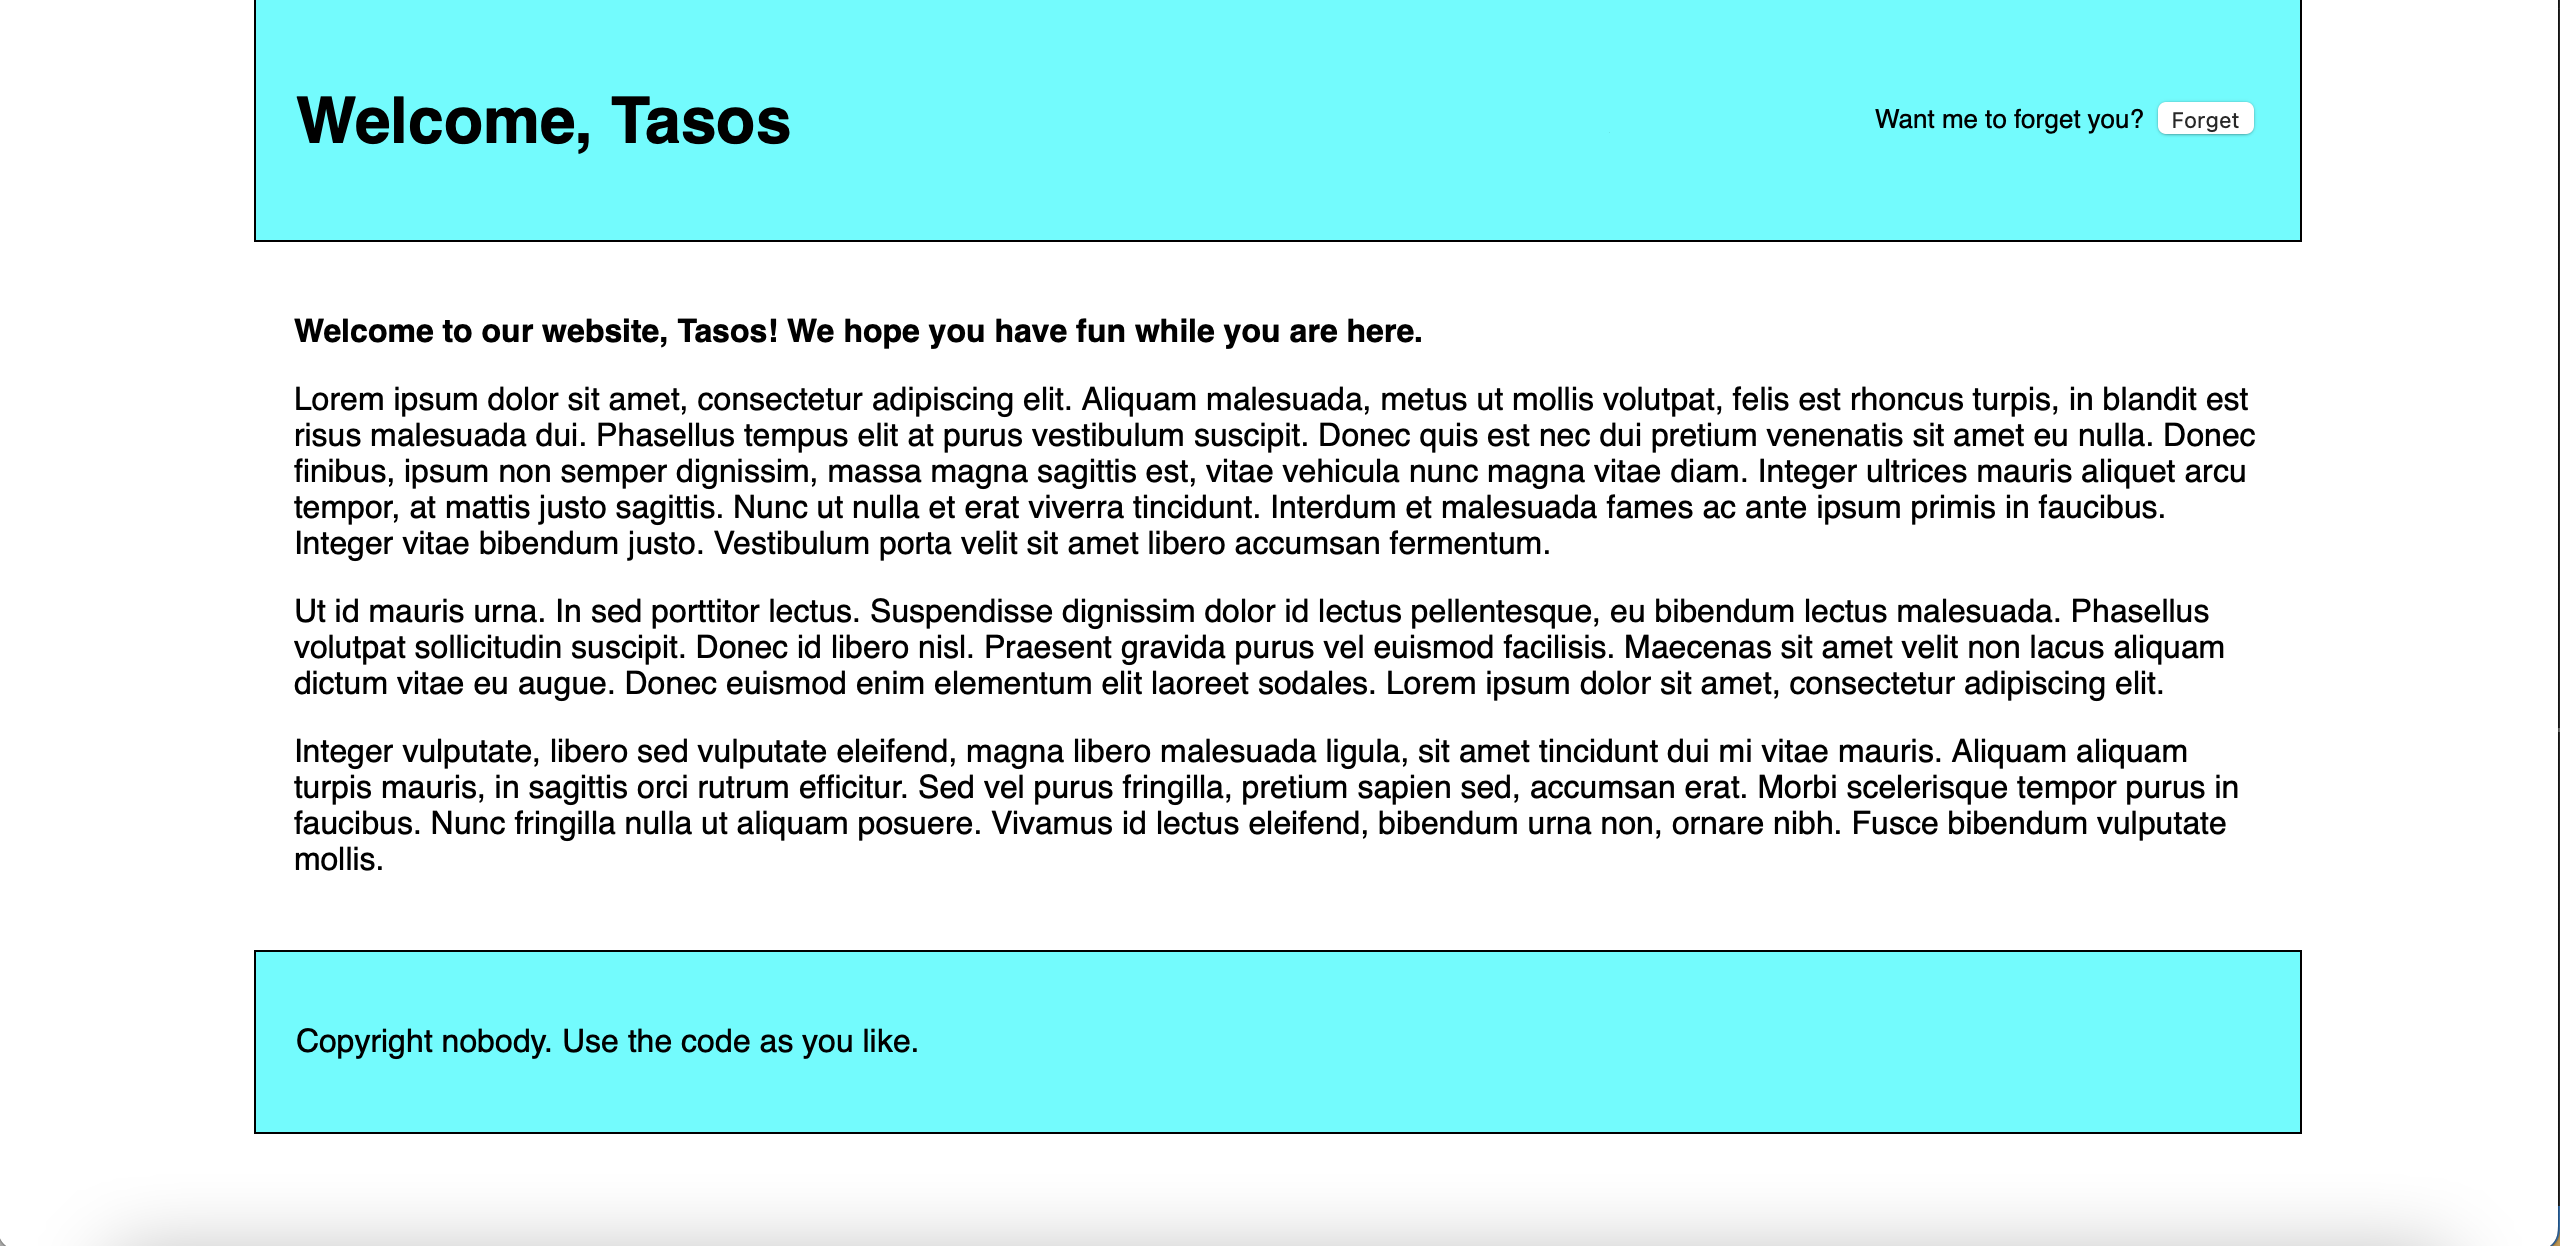 Welcome, Tasos
Want me to forget you? Forget
Welcome to our website, Tasos! We hope you have fun while you are here.
Lorem ipsum dolor sit amet, consectetur adipiscing elit. Aliquam malesuada, metus ut mollis volutpat, felis est rhoncus turpis, in blandit est
risus malesuada dui. Phasellus tempus elit at purus vestibulum suscipit. Donec quis est nec dui pretium venenatis sit amet eu nulla. Donec
finibus, ipsum non semper dignissim, massa magna sagittis est, vitae vehicula nunc magna vitae diam. Integer ultrices mauris aliquet arcu
tempor, at mattis justo sagittis. Nunc ut nulla et erat viverra tincidunt. Interdum et malesuada fames ac ante ipsum primis in faucibus.
Integer vitae bibendum justo. Vestibulum porta velit sit amet libero accumsan fermentum.
Ut id mauris urna. In sed porttitor lectus. Suspendisse dignissim dolor id lectus pellentesque, eu bibendum lectus malesuada. Phasellus
volutpat sollicitudin suscipit. Donec id libero nisl. Praesent gravida purus vel euismod facilisis. Maecenas sit amet velit non lacus aliquam
dictum vitae eu augue. Donec euismod enim elementum elit laoreet sodales. Lorem ipsum dolor sit amet, consectetur adipiscing elit.
Integer vulputate, libero sed vulputate eleifend, magna libero malesuada ligula, sit amet tincidunt dui mi vitae mauris. Aliquam aliquam
turpis mauris, in sagittis orci rutrum efficitur. Sed vel purus fringilla, pretium sapien sed, accumsan erat. Morbi scelerisque tempor purus in
faucibus. Nunc fringilla nulla ut aliquam posuere. Vivamus id lectus eleifend, bibendum urna non, ornare nibh. Fusce bibendum vulputate
mollis.
Copyright nobody. Use the code as you like.